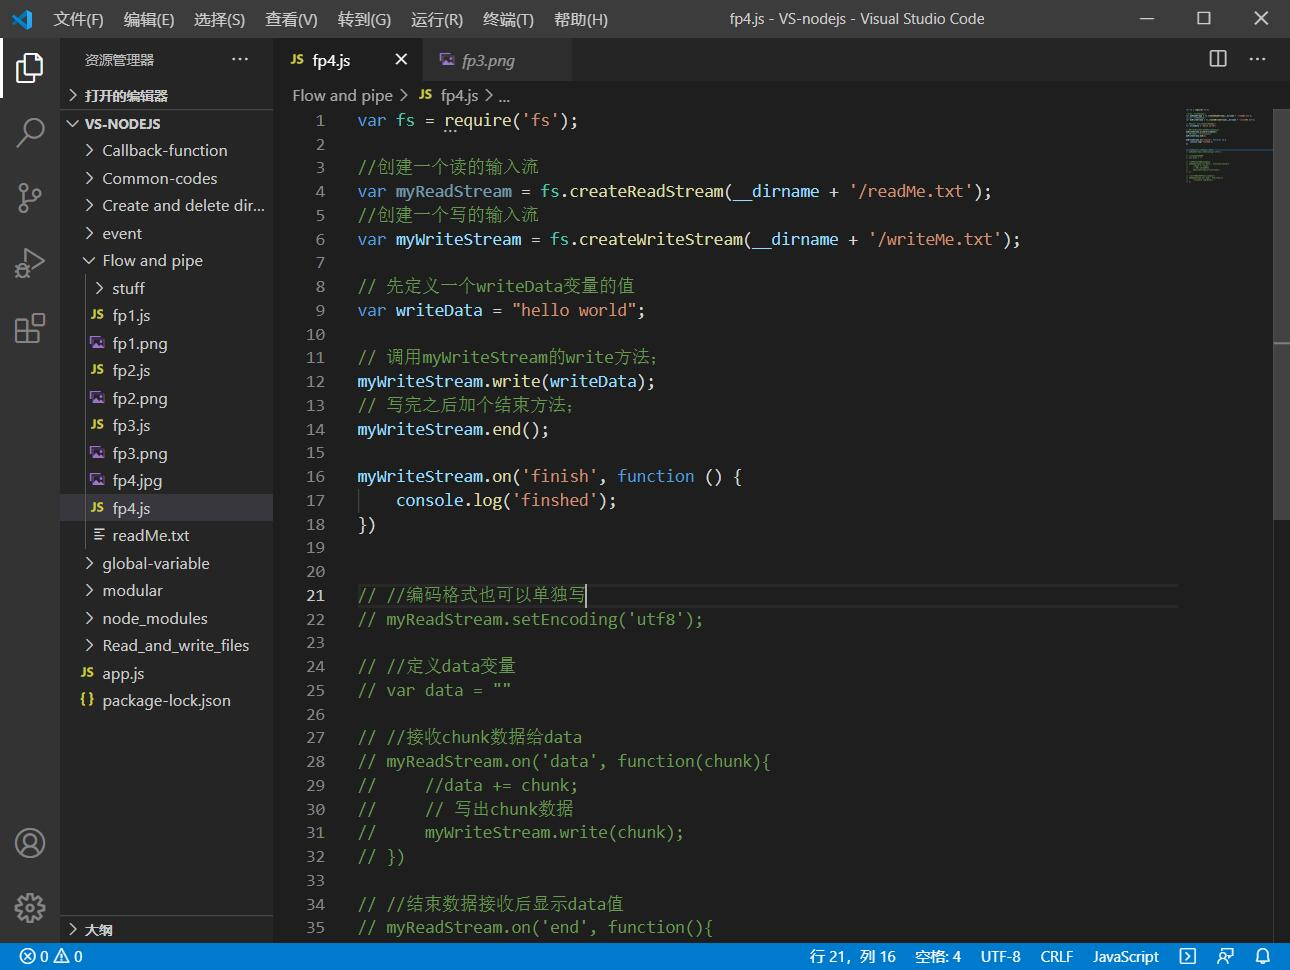 文件(F) 编辑(E) 选择(S) 查看(V) 转到(G) 运行(R) 终端(T) 帮助(H) fp4.js - VS-nodejs - Visual Studio Code
资源管理器 ···
打开的编辑器
VS-NODEJS
Callback-function
Common-codes
Create and delete dir...
event
Flow and pipe
stuff
JS fp1.js
fp1.png
JS fp2.js
fp2.png
JS fp3.js
fp3.png
fp4.jpg
JS fp4.js
readMe.txt
global-variable
modular
node_modules
Read_and_write_files
JS app.js
{} package-lock.json
大纲
JS fp4.js fp3.png ···
Flow and pipe > JS fp4.js > ...
1 var fs = require('fs');
2
3 //创建一个读的输入流
4 var myReadStream = fs.createReadStream(__dirname + '/readMe.txt');
5 //创建一个写的输入流
6 var myWriteStream = fs.createWriteStream(__dirname + '/writeMe.txt');
7
8 // 先定义一个writeData变量的值
9 var writeData = "hello world";
10
11 // 调用myWriteStream的write方法；
12 myWriteStream.write(writeData);
13 // 写完之后加个结束方法；
14 myWriteStream.end();
15
16 myWriteStream.on('finish', function () {
17 console.log('finshed');
18 })
19
20
21 // //编码格式也可以单独写
22 // myReadStream.setEncoding('utf8');
23
24 // //定义data变量
25 // var data = ""
26
27 // //接收chunk数据给data
28 // myReadStream.on('data', function(chunk){
29 // //data += chunk;
30 // // 写出chunk数据
31 // myWriteStream.write(chunk);
32 // })
33
34 // //结束数据接收后显示data值
35 // myReadStream.on('end', function(){
0 0 行 21，列 16 空格: 4 UTF-8 CRLF JavaScript